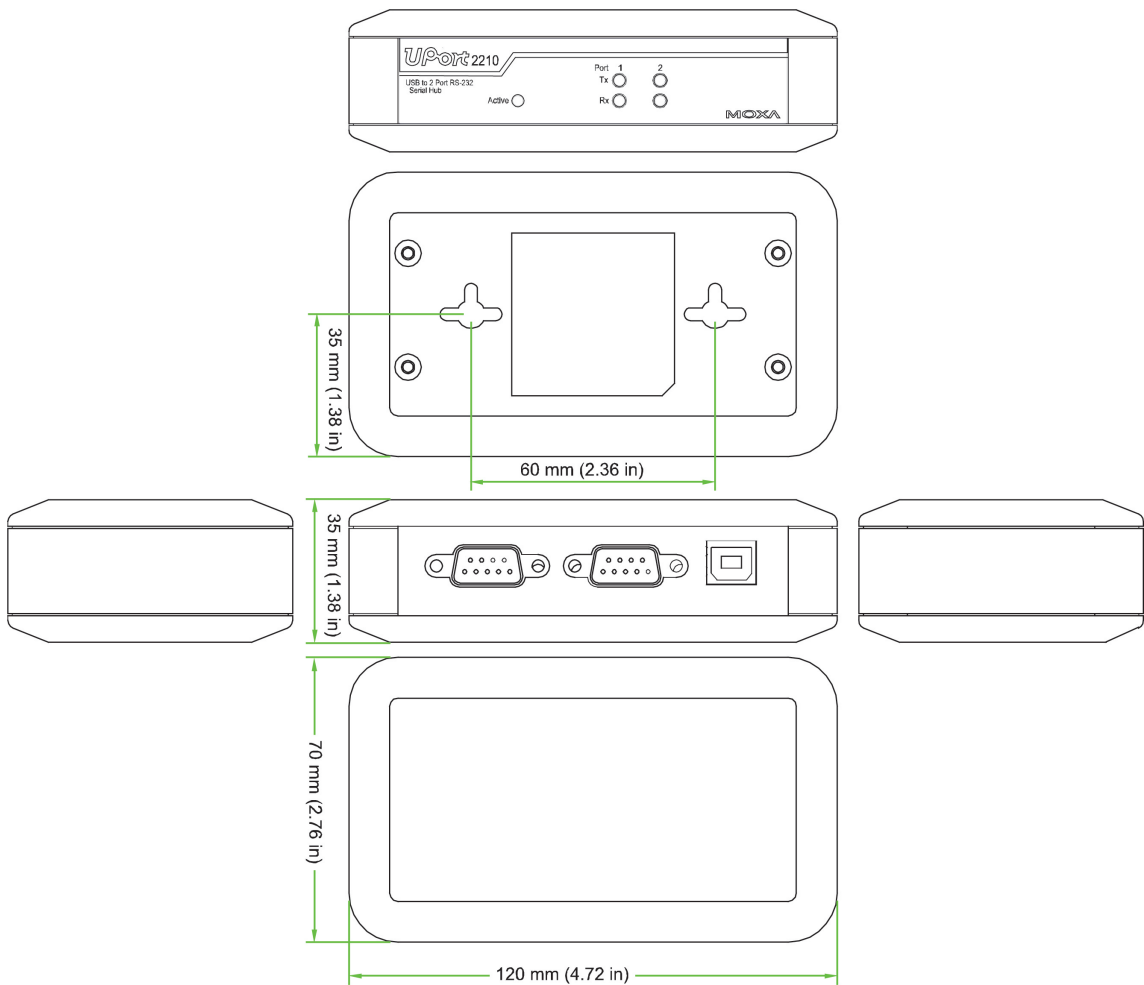 UPort 2210
USB to 2 Port RS-232
Serial Hub
Active
Port 1 2
Tx
Rx
MOXA
35 mm (1.38 in)
60 mm (2.36 in)
35 mm (1.38 in)
70 mm (2.76 in)
120 mm (4.72 in)